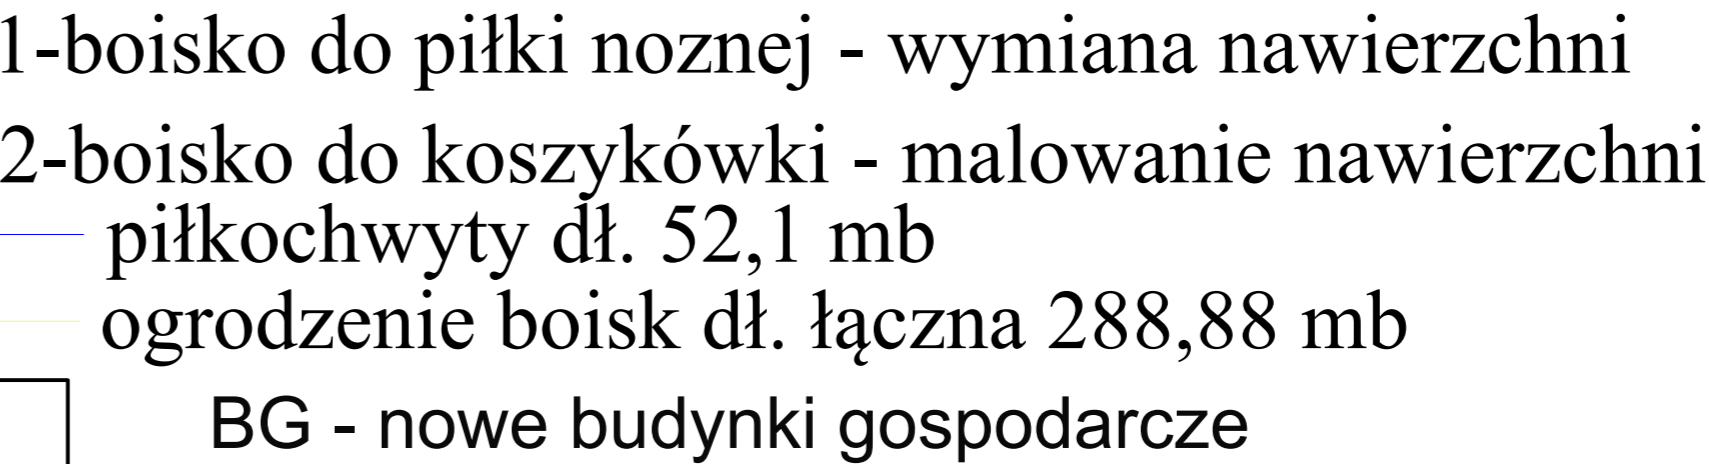 1-boisko do piłki noznej - wymiana nawierzchni
2-boisko do koszykówki - malowanie nawierzchni
piłkochwyty dł. 52,1 mb
ogrodzenie boisk dł. łączna 288,88 mb
BG - nowe budynki gospodarcze